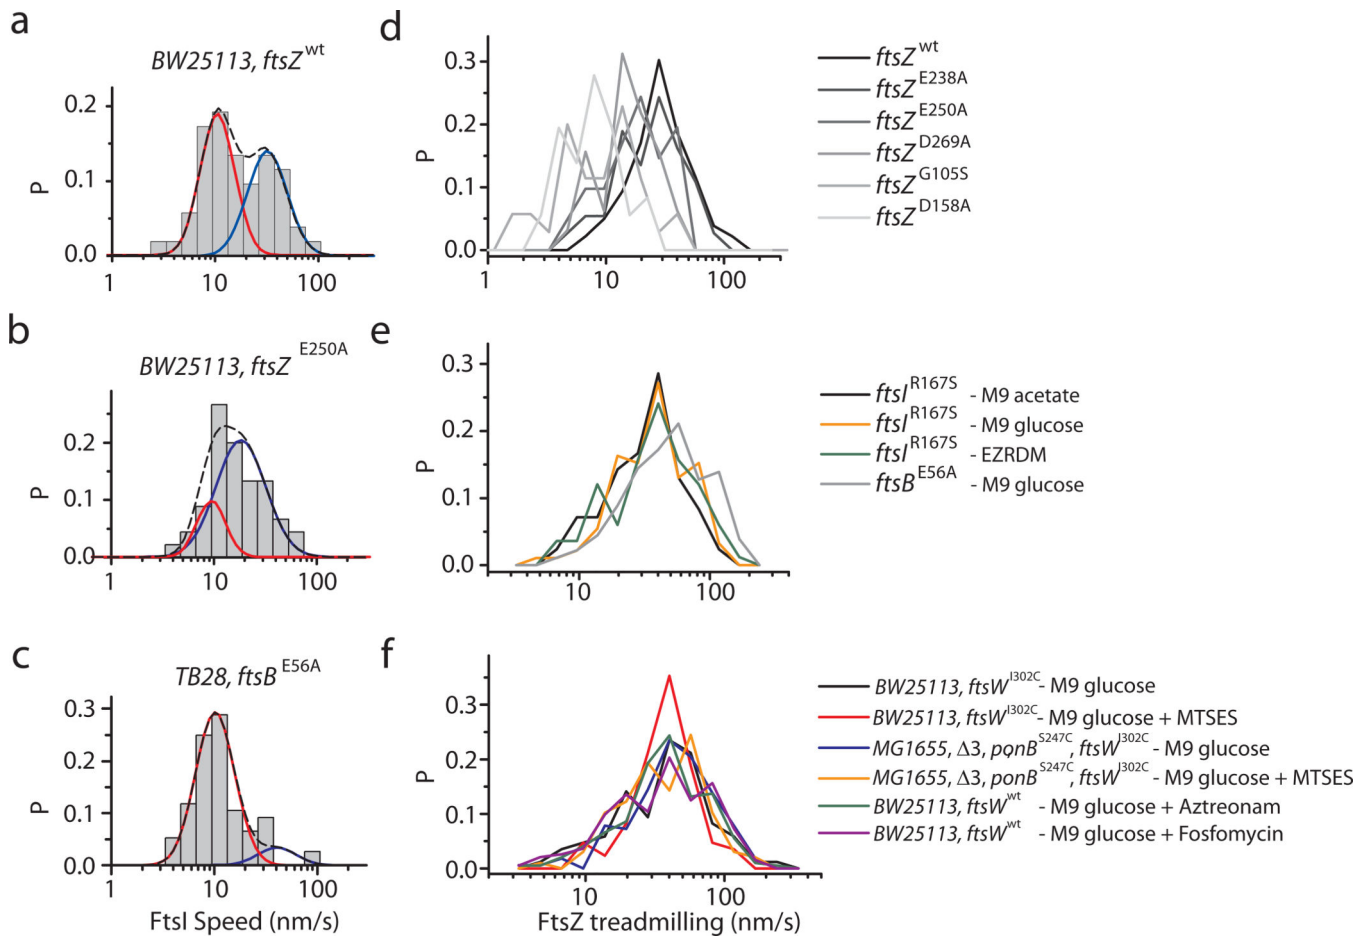 a
BW25113, ftsZ wt
P
0.2
0.1
0.0
1 10 100
d
P
0.3
0.2
0.1
0.0
1 10 100
ftsZ wt
ftsZ E238A
ftsZ E250A
ftsZ D269A
ftsZ G105S
ftsZ D158A
b
BW25113, ftsZ E250A
P
0.2
0.1
0.0
1 10 100
e
P
0.3
0.2
0.1
0.0
10 100
ftsI R167S - M9 acetate
ftsI R167S - M9 glucose
ftsI R167S - EZRDM
ftsB E56A - M9 glucose
c
TB28, ftsB E56A
P
0.3
0.2
0.1
0.0
1 10 100
FtsI Speed (nm/s)
f
P
0.3
0.2
0.1
0.0
10 100
FtsZ treadmilling (nm/s)
BW25113, ftsW I302C - M9 glucose
BW25113, ftsW I302C - M9 glucose + MTSES
MG1655, Δ3, ponB S247C, ftsW I302C - M9 glucose
MG1655, Δ3, ponB S247C, ftsW I302C - M9 glucose + MTSES
BW25113, ftsW wt - M9 glucose + Aztreonam
BW25113, ftsW wt - M9 glucose + Fosfomycin